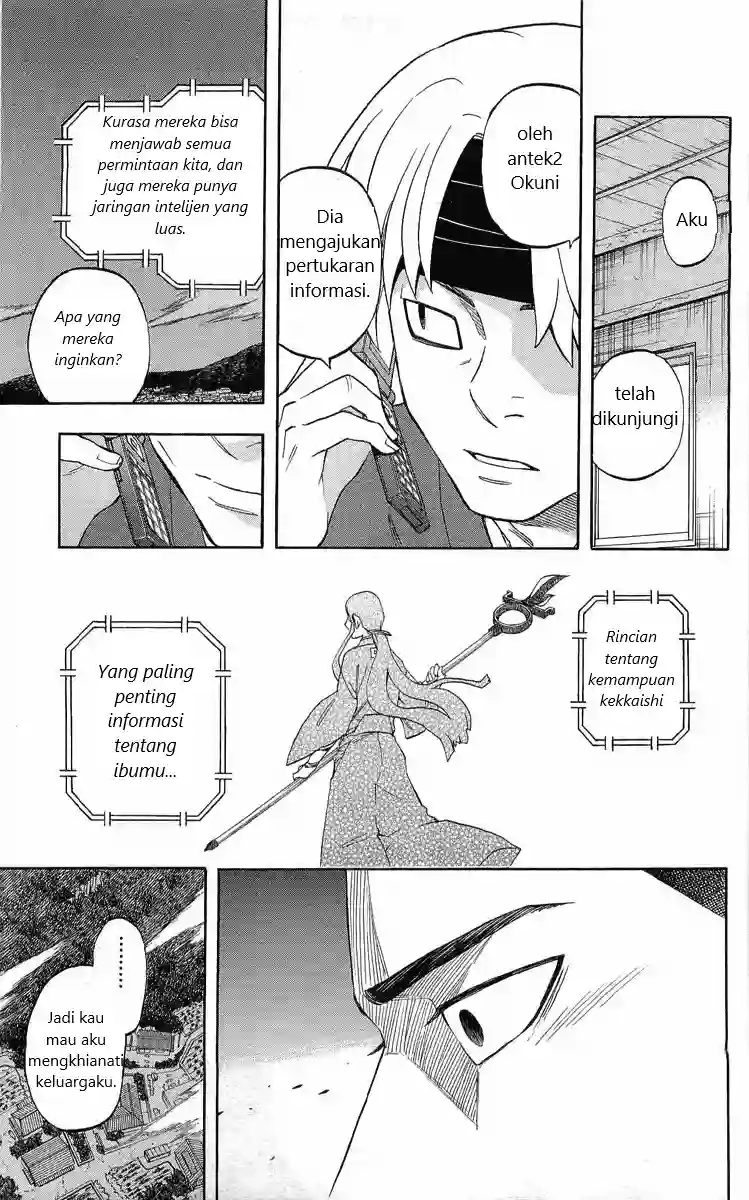 Aku
telah
dikunjungi
oleh
antek2
Okuni
Dia
mengajukan
pertukaran
informasi.
Kurasa mereka bisa
menjawab semua
permintaan kita, dan
juga mereka punya
jaringan intelijen yang
luas.
Apa yang
mereka
inginkan?
Rincian
tentang
kemampuan
kekkaishi
Yang paling
penting
informasi
tentang
ibumu...
.........
Jadi kau
mau aku
mengkhianati
keluargaku.